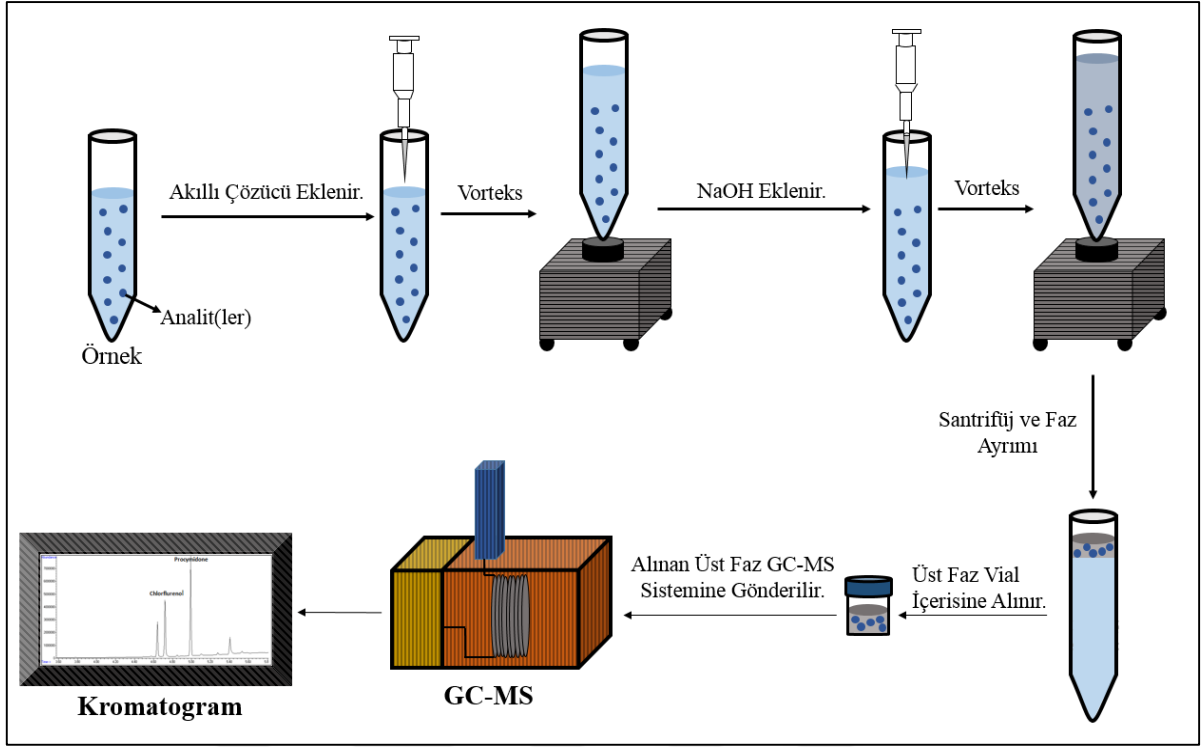 Akıllı Çözücü Eklenir.
Vorteks
NaOH Eklenir.
Vorteks
Analit(ler)
Örnek
Santrifüj ve Faz
Ayrımı
Üst Faz Vial
İçerisine Alınır.
Alınan Üst Faz GC-MS
Sistemine Gönderilir.
GC-MS
Procymidone
Chlorflurenol
Kromatogram